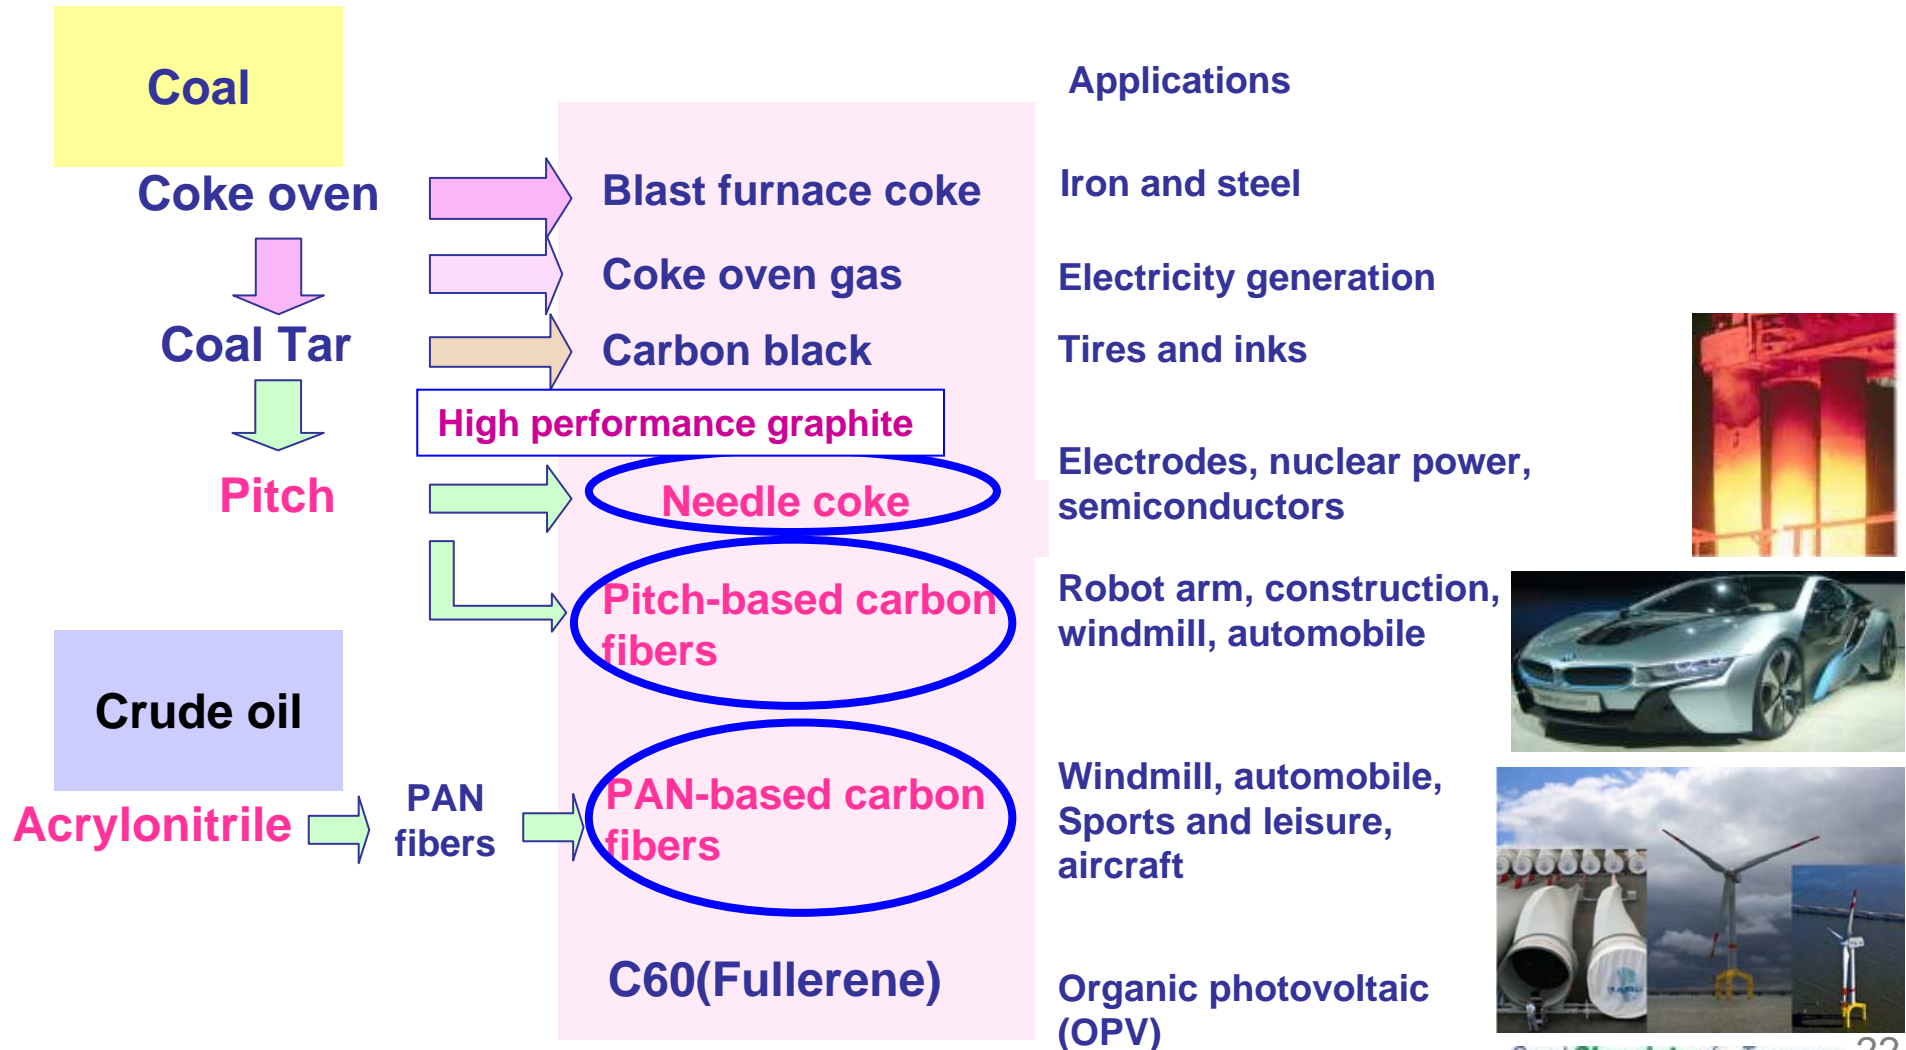 Coal
Applications
Coke oven
Blast furnace coke
Iron and steel
Coke oven gas
Electricity generation
Coal Tar
Carbon black
Tires and inks
High performance graphite
Pitch
Needle coke
Electrodes, nuclear power,
semiconductors
Pitch-based carbon
fibers
Robot arm, construction,
windmill, automobile
Crude oil
Acrylonitrile
PAN
fibers
PAN-based carbon
fibers
Windmill, automobile,
Sports and leisure,
aircraft
C60(Fullerene)
Organic photovoltaic
(OPV)